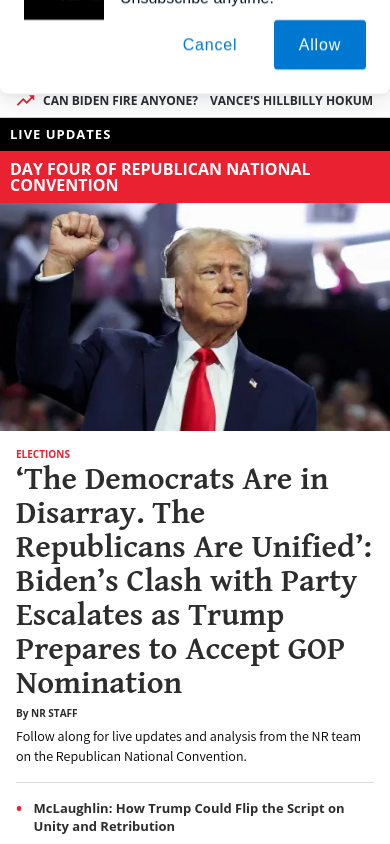 Unsubscribe anytime.
Cancel
Allow
CAN BIDEN FIRE ANYONE?
VANCE'S HILLBILLY HOKUM
LIVE UPDATES
DAY FOUR OF REPUBLICAN NATIONAL
CONVENTION
ELECTIONS
‘The Democrats Are in
Disarray. The
Republicans Are Unified’:
Biden’s Clash with Party
Escalates as Trump
Prepares to Accept GOP
Nomination
By NR STAFF
Follow along for live updates and analysis from the NR team
on the Republican National Convention.
McLaughlin: How Trump Could Flip the Script on
Unity and Retribution